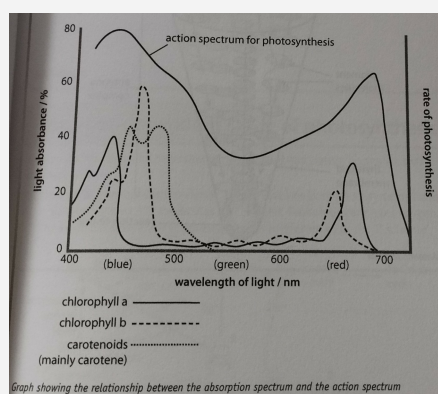 80
action spectrum for photosynthesis
60
40
20
0
light absorbance / %
rate of photosynthesis
400 500 600 700
(blue) (green) (red)
wavelength of light / nm
chlorophyll a
chlorophyll b
carotenoids
(mainly carotene)
Graph showing the relationship between the absorption spectrum and the action spectrum